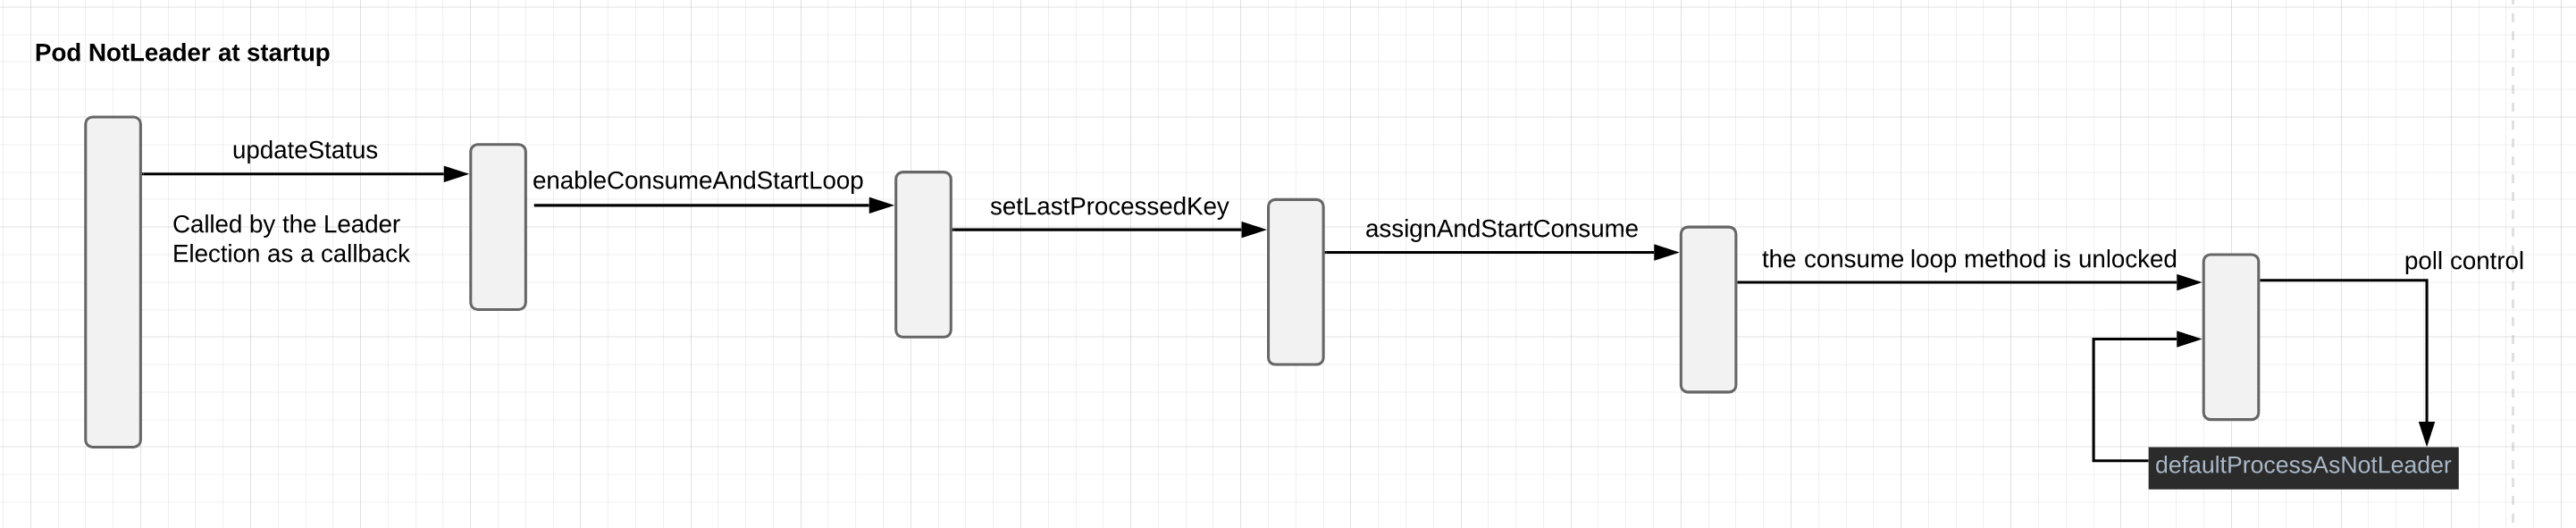 Pod NotLeader at startup
updateStatus
Called by the Leader
Election as a callback
enableConsumeAndStartLoop
setLastProcessedKey
assignAndStartConsume
the consume loop method is unlocked
poll control
defaultProcessAsNotLeader